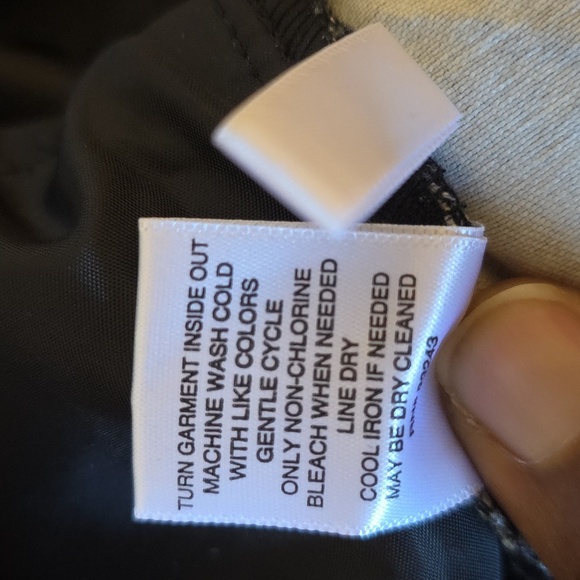 TURN GARMENT INSIDE OUT
MACHINE WASH COLD
WITH LIKE COLORS
GENTLE CYCLE
ONLY NON-CHLORINE
BLEACH WHEN NEEDED
LINE DRY
COOL IRON IF NEEDED
MAY BE DRY CLEANED